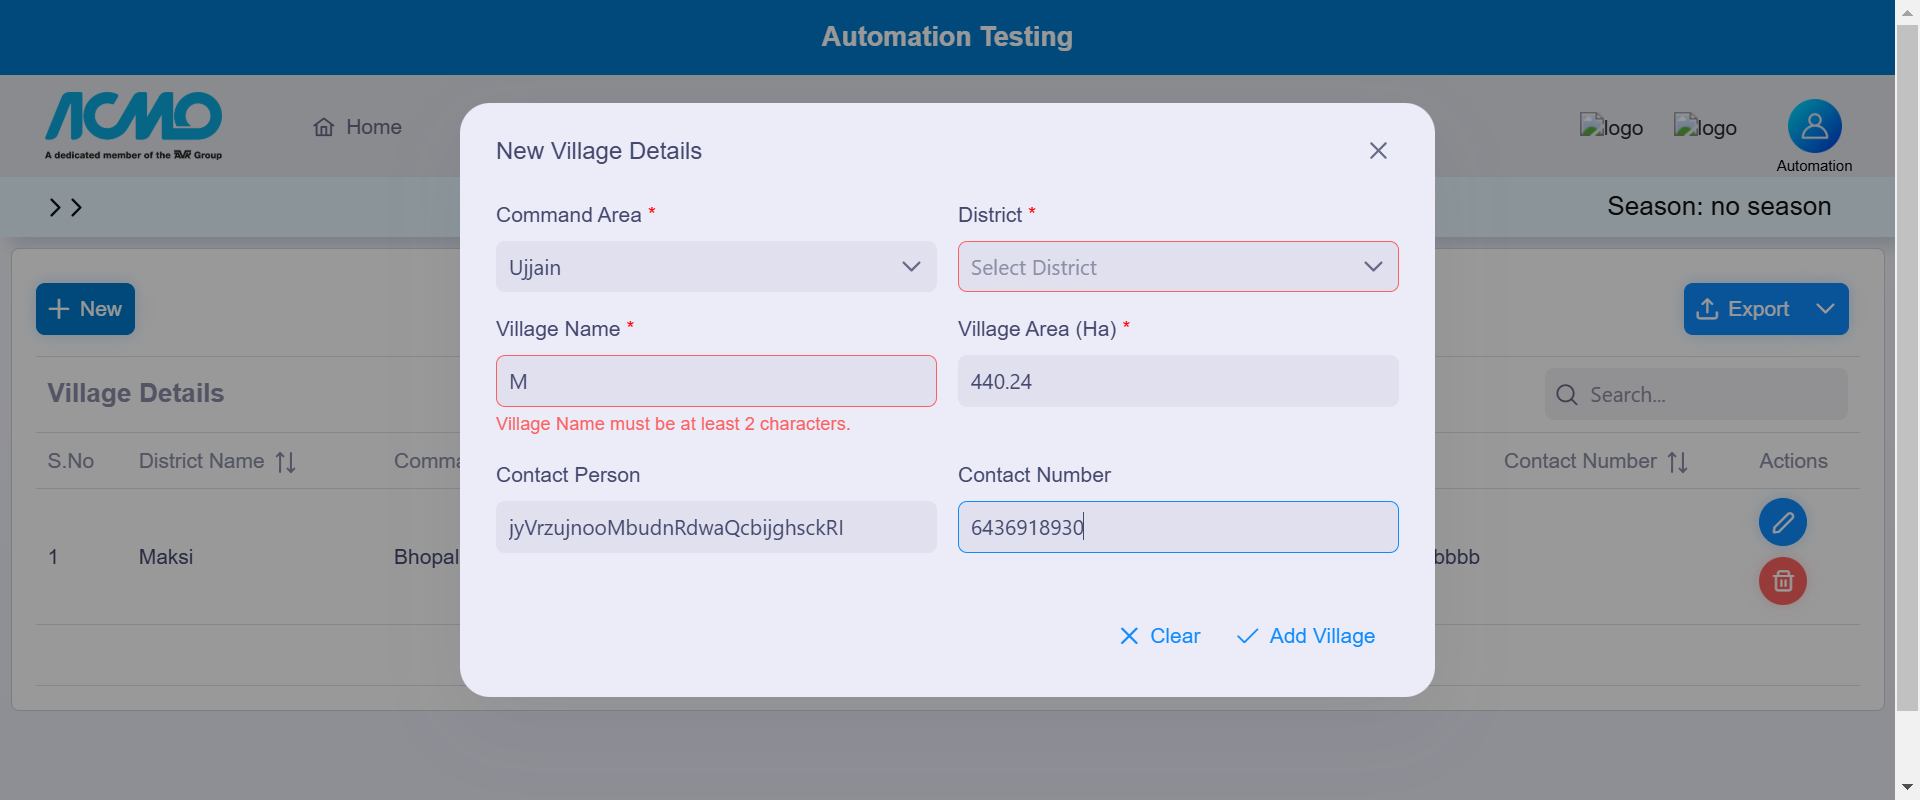 Automation Testing
ACMO
A dedicated member of the AVR Group
Home
logo
logo
Automation
Season: no season
New
Export
Village Details
Search...
S.No
District Name
Comma
Contact Number
Actions
1
Maksi
Bhopal
bbbb
New Village Details
Command Area *
District *
Ujjain
Select District
Village Name *
Village Area (Ha) *
M
440.24
Village Name must be at least 2 characters.
Contact Person
Contact Number
jyVrzujnooMbudnRdwaQcbijghsckRI
6436918930
Clear
Add Village